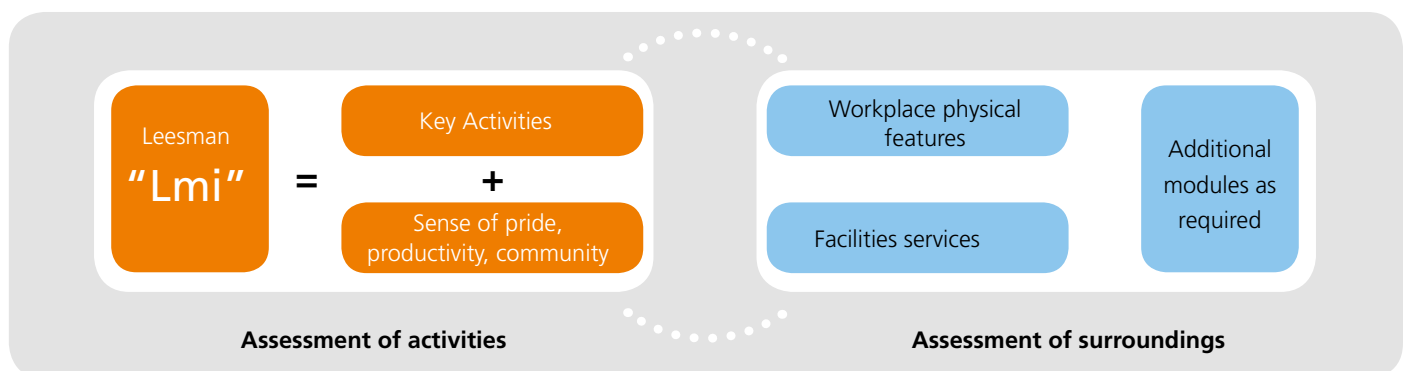 Leesman
“Lmi”
=
Key Activities
+
Sense of pride,
productivity, community
Assessment of activities
Workplace physical
features
Facilities services
Additional
modules as
required
Assessment of surroundings